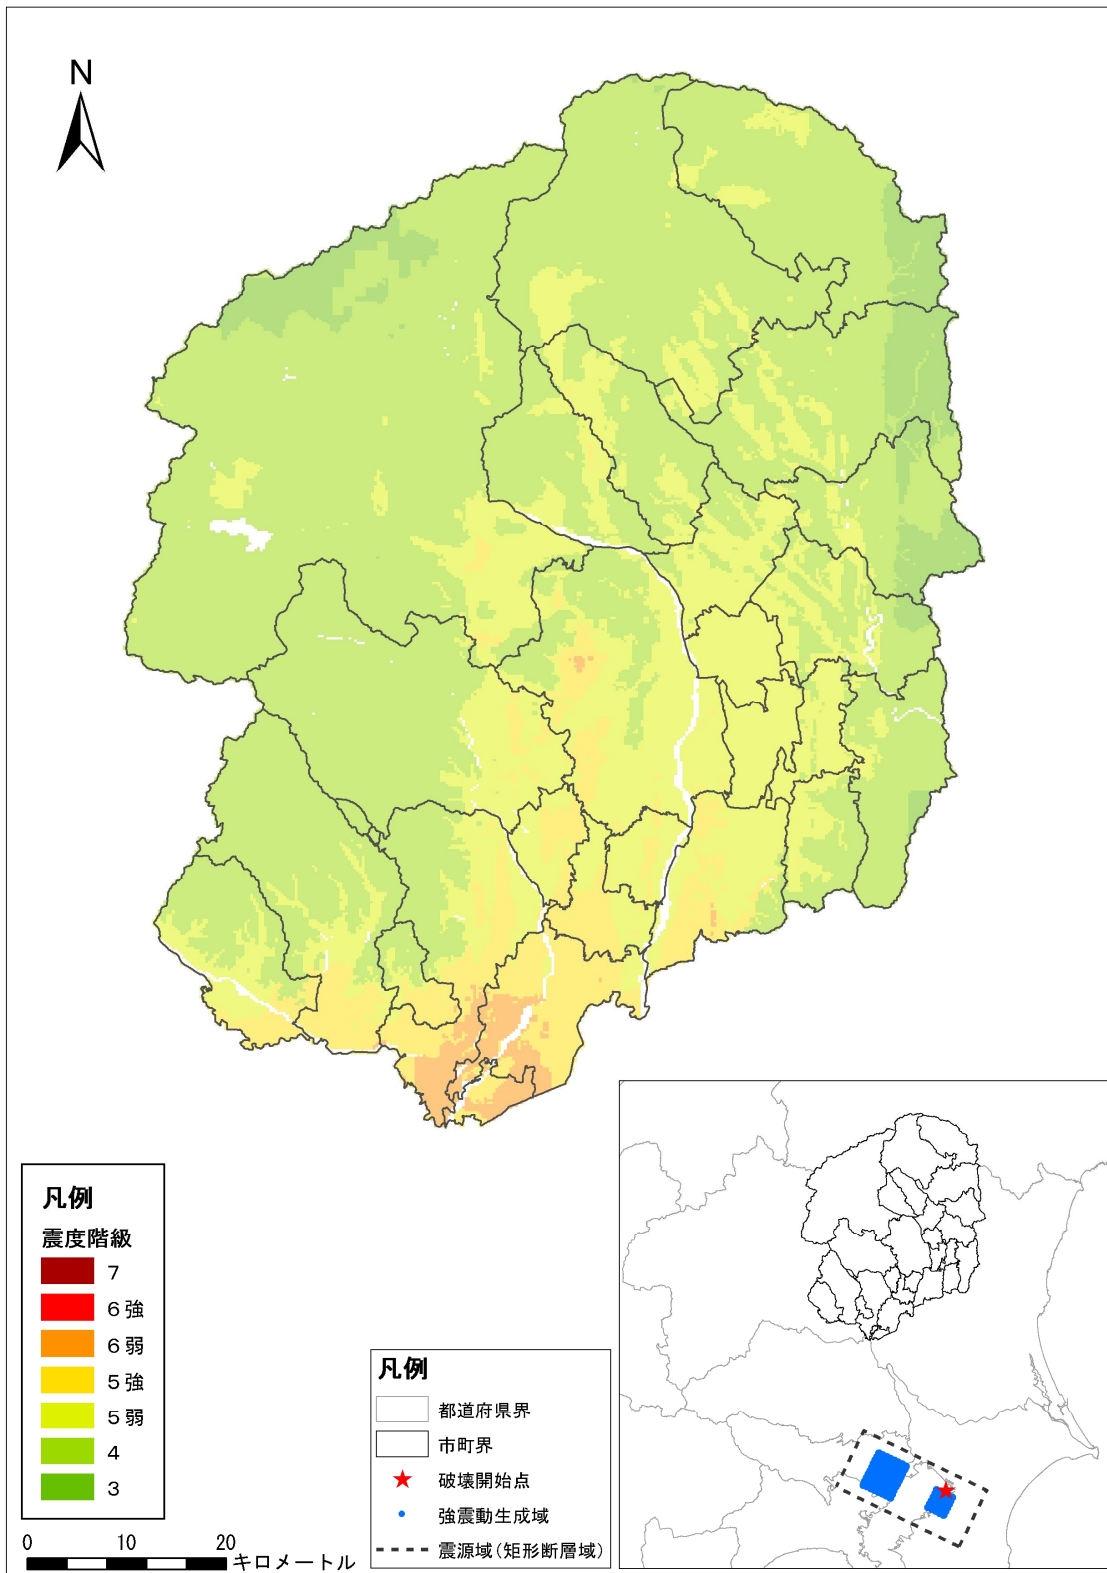 N
凡例
震度階級
7
6強
6弱
5強
5弱
4
3
0 10 20
キロメートル
凡例
都道府県界
市町界
破壊開始点
強震動生成域
震源域(矩形断層域)